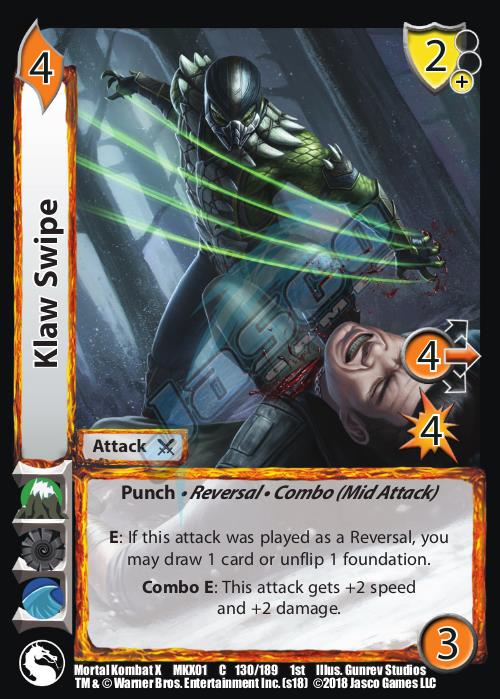 4
2
+
Klaw Swipe
4
4
Attack
Punch • Reversal • Combo (Mid Attack)
E: If this attack was played as a Reversal, you
may draw 1 card or unflip 1 foundation.
Combo E: This attack gets +2 speed
and +2 damage.
3
Mortal Kombat X MKX01 C 130/189 1st Illus. Gunrev Studios
TM & © Warner Bros. Entertainment Inc. (s18) ©2018 Jasco Games LLC
Jasco
GAMES